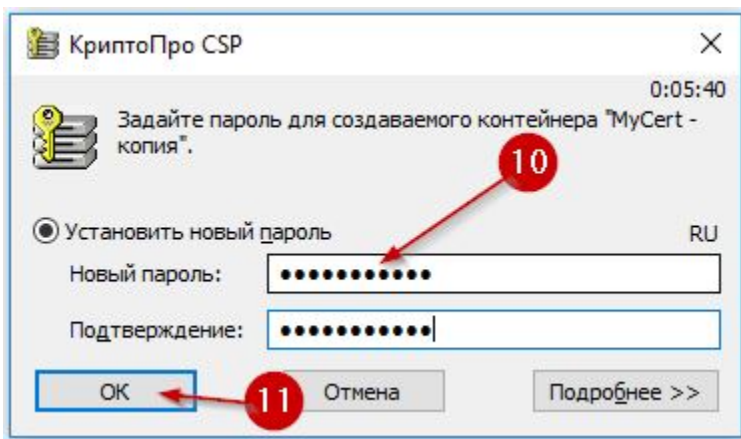 КриптоПро CSP
0:05:40
Задайте пароль для создаваемого контейнера "MyCert -
копия".
10
Установить новый пароль RU
Новый пароль: ●●●●●●●●●●●
Подтверждение: ●●●●●●●●●●●
OK 11 Отмена Подробнее >>